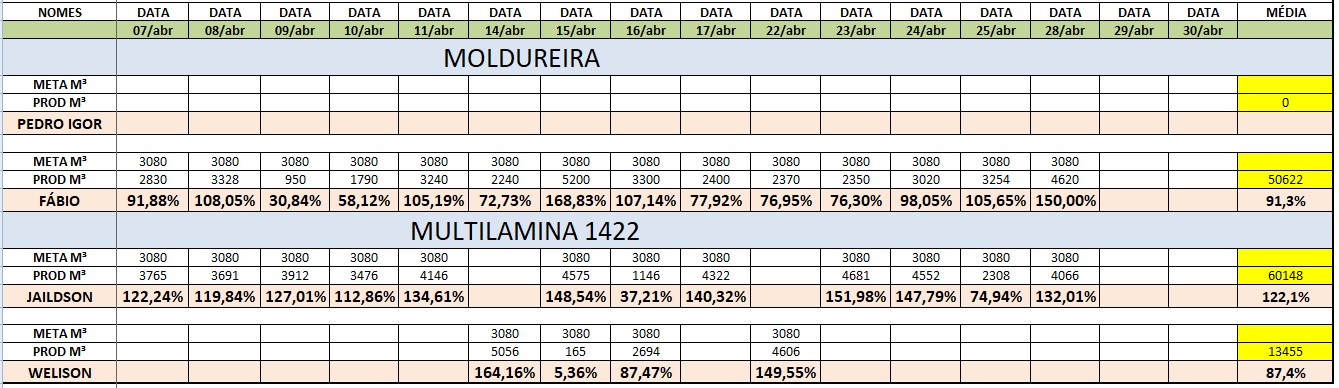 NOMES DATA DATA DATA DATA DATA DATA DATA DATA DATA DATA DATA DATA DATA DATA DATA DATA MÉDIA
07/abr 08/abr 09/abr 10/abr 11/abr 14/abr 15/abr 16/abr 17/abr 22/abr 23/abr 24/abr 25/abr 28/abr 29/abr 30/abr
MOLDUREIRA
META M³
PROD M³ 0
PEDRO IGOR
META M³ 3080 3080 3080 3080 3080 3080 3080 3080 3080 3080 3080 3080 3080 3080
PROD M³ 2830 3328 950 1790 3240 2240 5200 3300 2400 2370 2350 3020 3254 4620 50622
FÁBIO 91,88% 108,05% 30,84% 58,12% 105,19% 72,73% 168,83% 107,14% 77,92% 76,95% 76,30% 98,05% 105,65% 150,00% 91,3%
MULTILAMINA 1422
META M³ 3080 3080 3080 3080 3080 3080 3080 3080 3080 3080 3080 3080
PROD M³ 3765 3691 3912 3476 4146 4575 1146 4322 4681 4552 2308 4066 60148
JAILDSON 122,24% 119,84% 127,01% 112,86% 134,61% 148,54% 37,21% 140,32% 151,98% 147,79% 74,94% 132,01% 122,1%
META M³ 3080 3080 3080 3080
PROD M³ 5056 165 2694 4606 13455
WELISON 164,16% 5,36% 87,47% 149,55% 87,4%